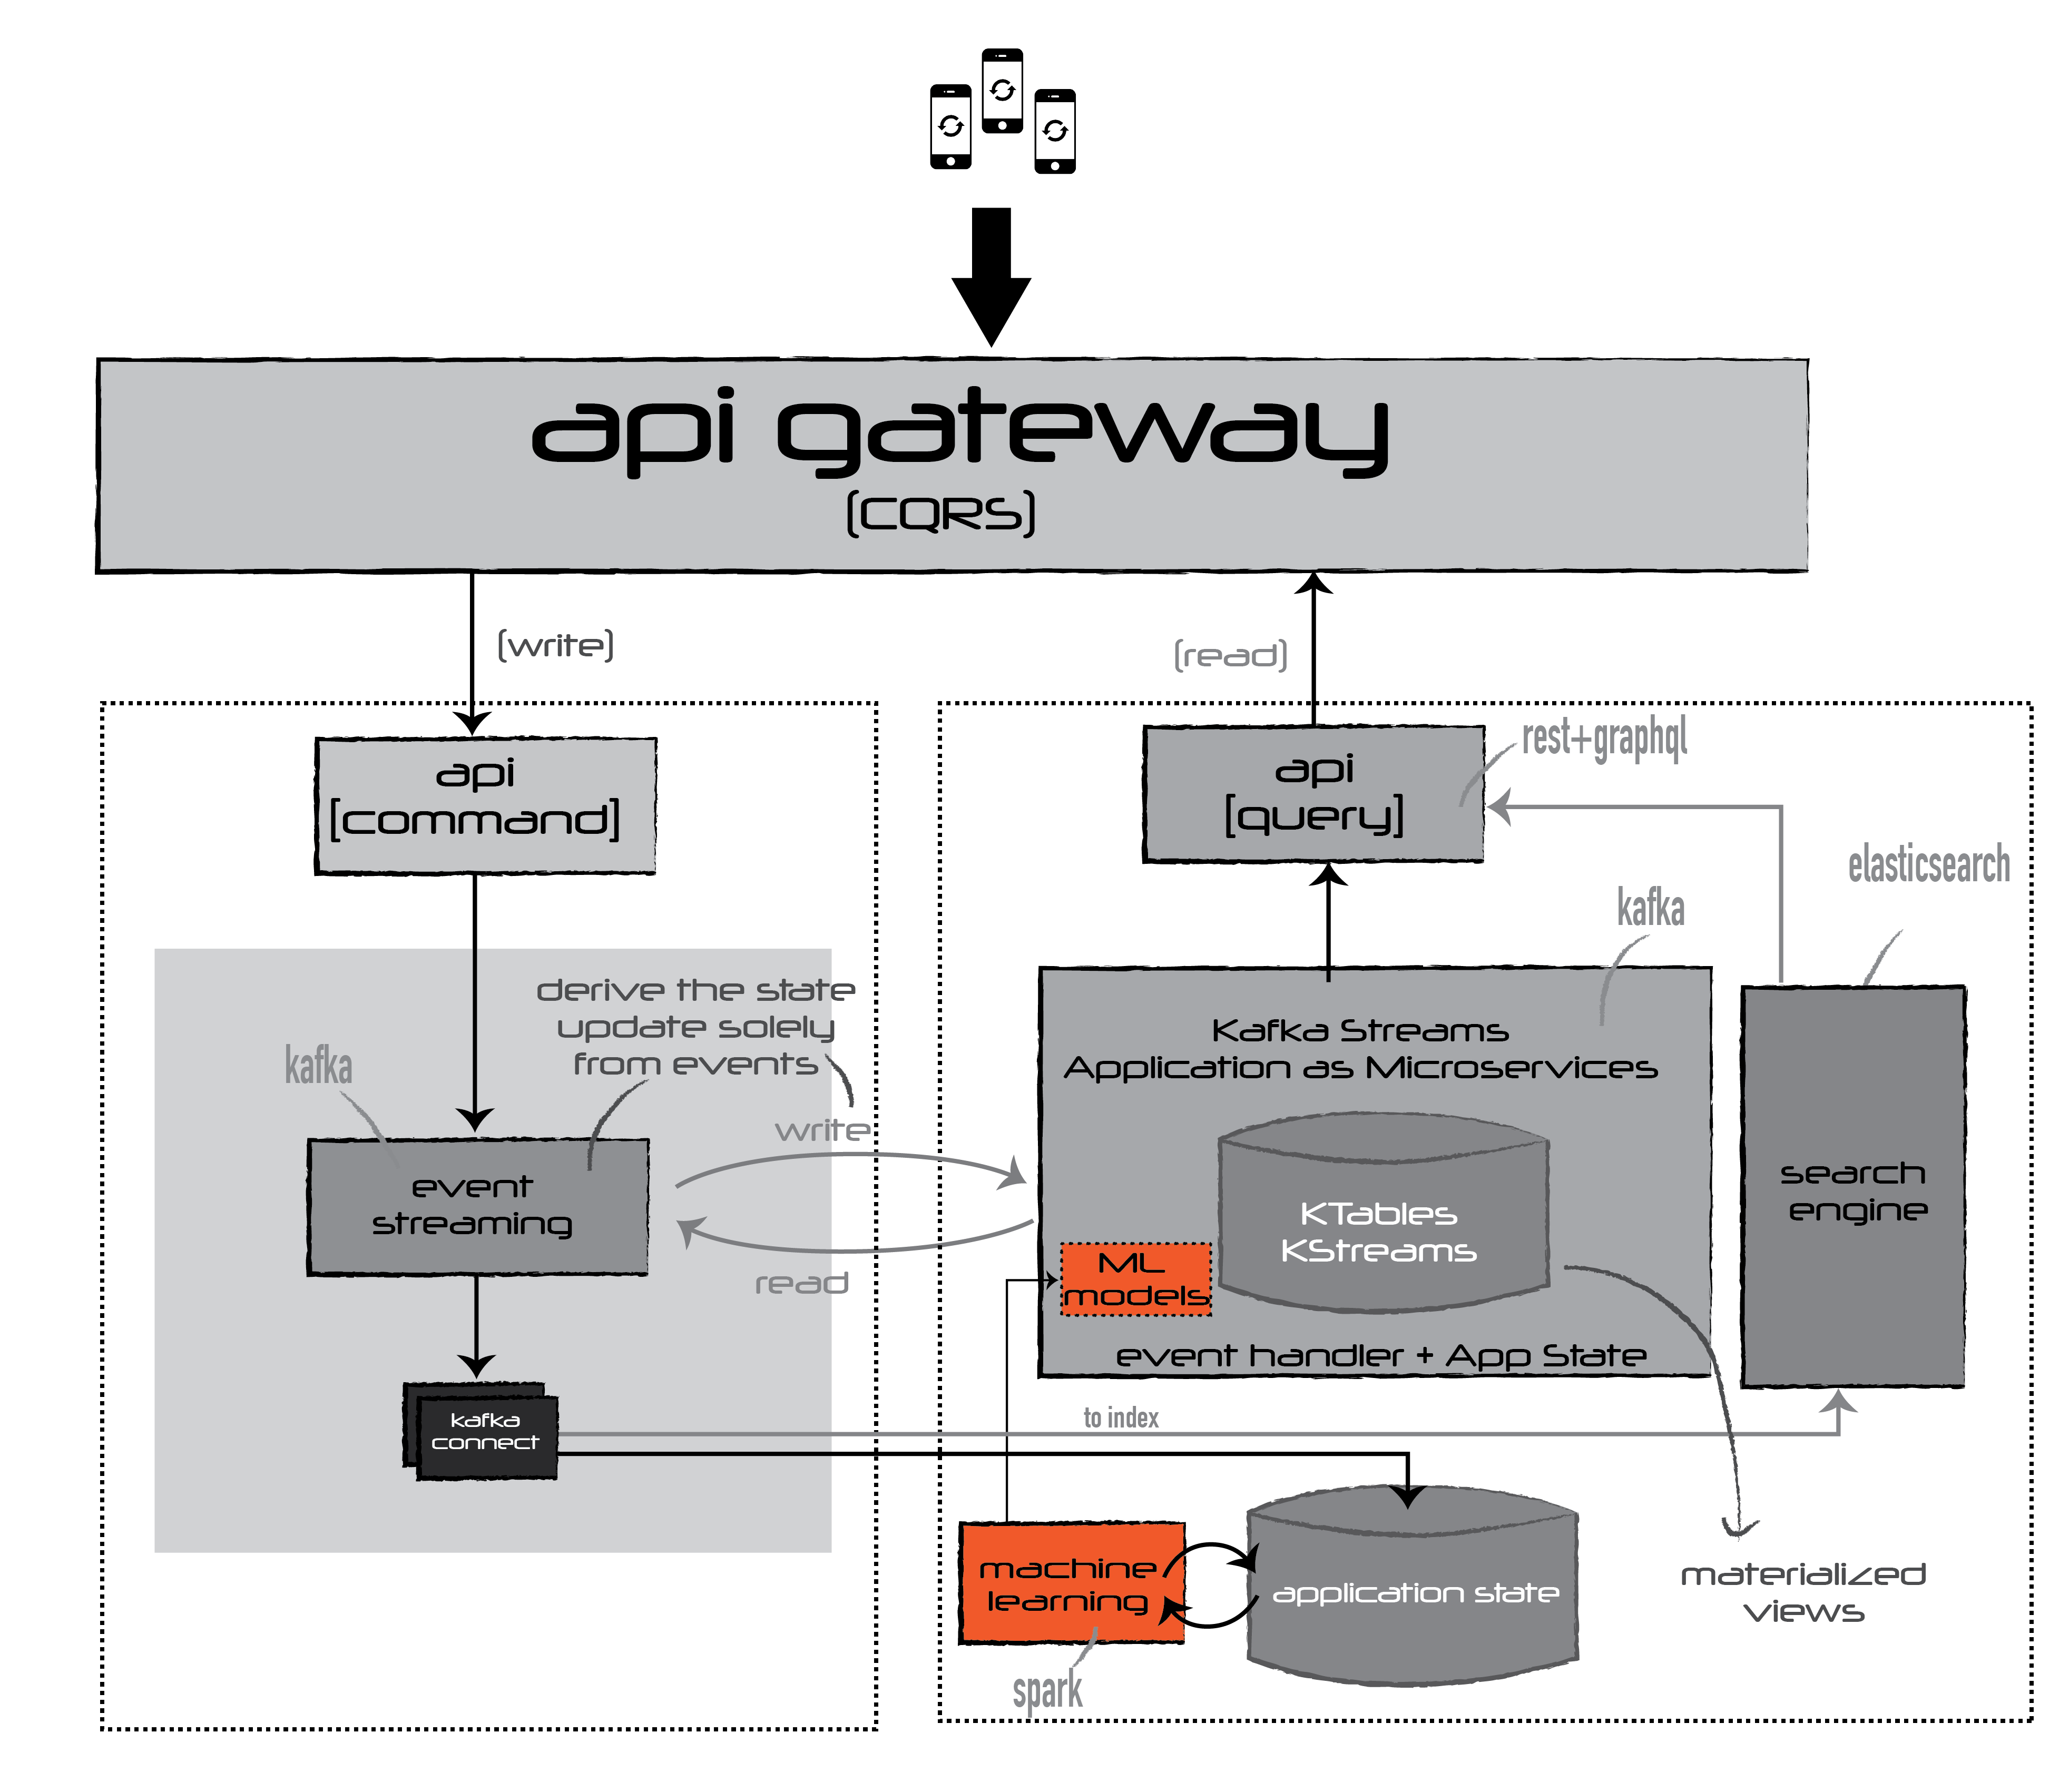 api gateway
(CQRS)
(write)
(read)
api
[command]
api
[query]
rest+graphql
elasticsearch
kafka
derive the state
update solely
from events
kafka
write
read
event
streaming
kafka
connect
Kafka Streams
Application as Microservices
KTables
KStreams
ML
models
event handler + App State
search
engine
to index
machine
learning
spark
application state
materialized
views